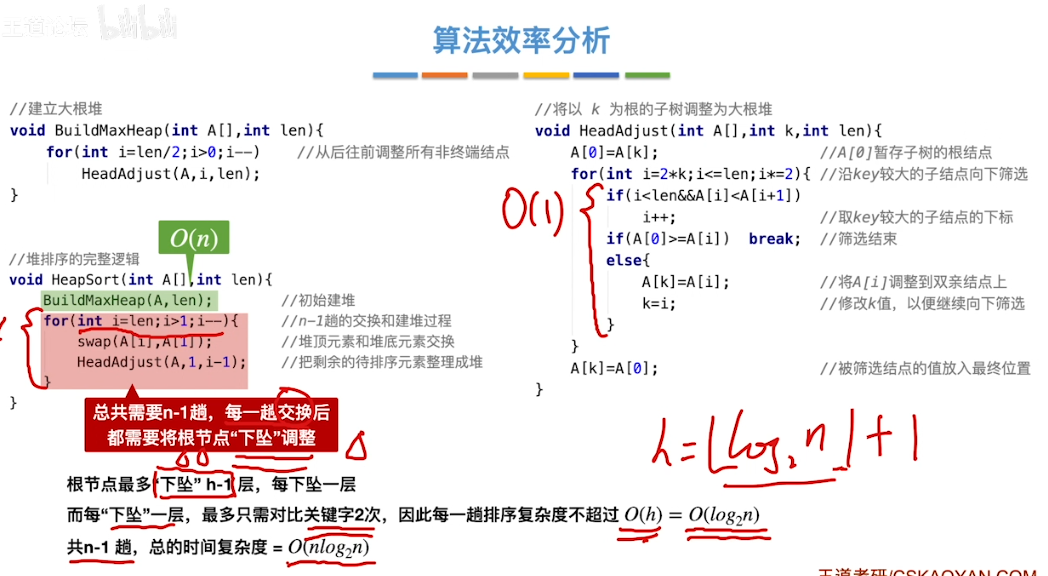 王道论坛 bilibili
算法效率分析
//建立大根堆
void BuildMaxHeap(int A[],int len){
for(int i=len/2;i>0;i--) //从后往前调整所有非终端结点
HeadAdjust(A,i,len);
}
O(n)
//堆排序的完整逻辑
void HeapSort(int A[],int len){
BuildMaxHeap(A,len); //初始建堆
for(int i=len;i>1;i--){ //n-1趟的交换和建堆过程
swap(A[i],A[1]); //堆顶元素和堆底元素交换
HeadAdjust(A,1,i-1); //把剩余的待排序元素整理成堆
}
}
总共需要n-1趟，每一趟交换后
都需要将根节点“下坠”调整
//将以 k 为根的子树调整为大根堆
void HeadAdjust(int A[],int k,int len){
A[0]=A[k]; //A[0]暂存子树的根结点
for(int i=2*k;i<=len;i*=2){ //沿key较大的子结点向下筛选
O(1)
if(i<len&&A[i]<A[i+1])
i++; //取key较大的子结点的下标
if(A[0]>=A[i]) break; //筛选结束
else{
A[k]=A[i]; //将A[i]调整到双亲结点上
k=i; //修改k值，以便继续向下筛选
}
}
A[k]=A[0]; //被筛选结点的值放入最终位置
}
h=⌊log₂n⌋+1
根节点最多“下坠” h-1 层，每下坠一层
而每“下坠”一层，最多只需对比关键字2次，因此每一趟排序复杂度不超过 O(h) = O(log₂n)
共n-1 趟，总的时间复杂度 = O(nlog₂n)
王道考研/CSKAOYAN.COM